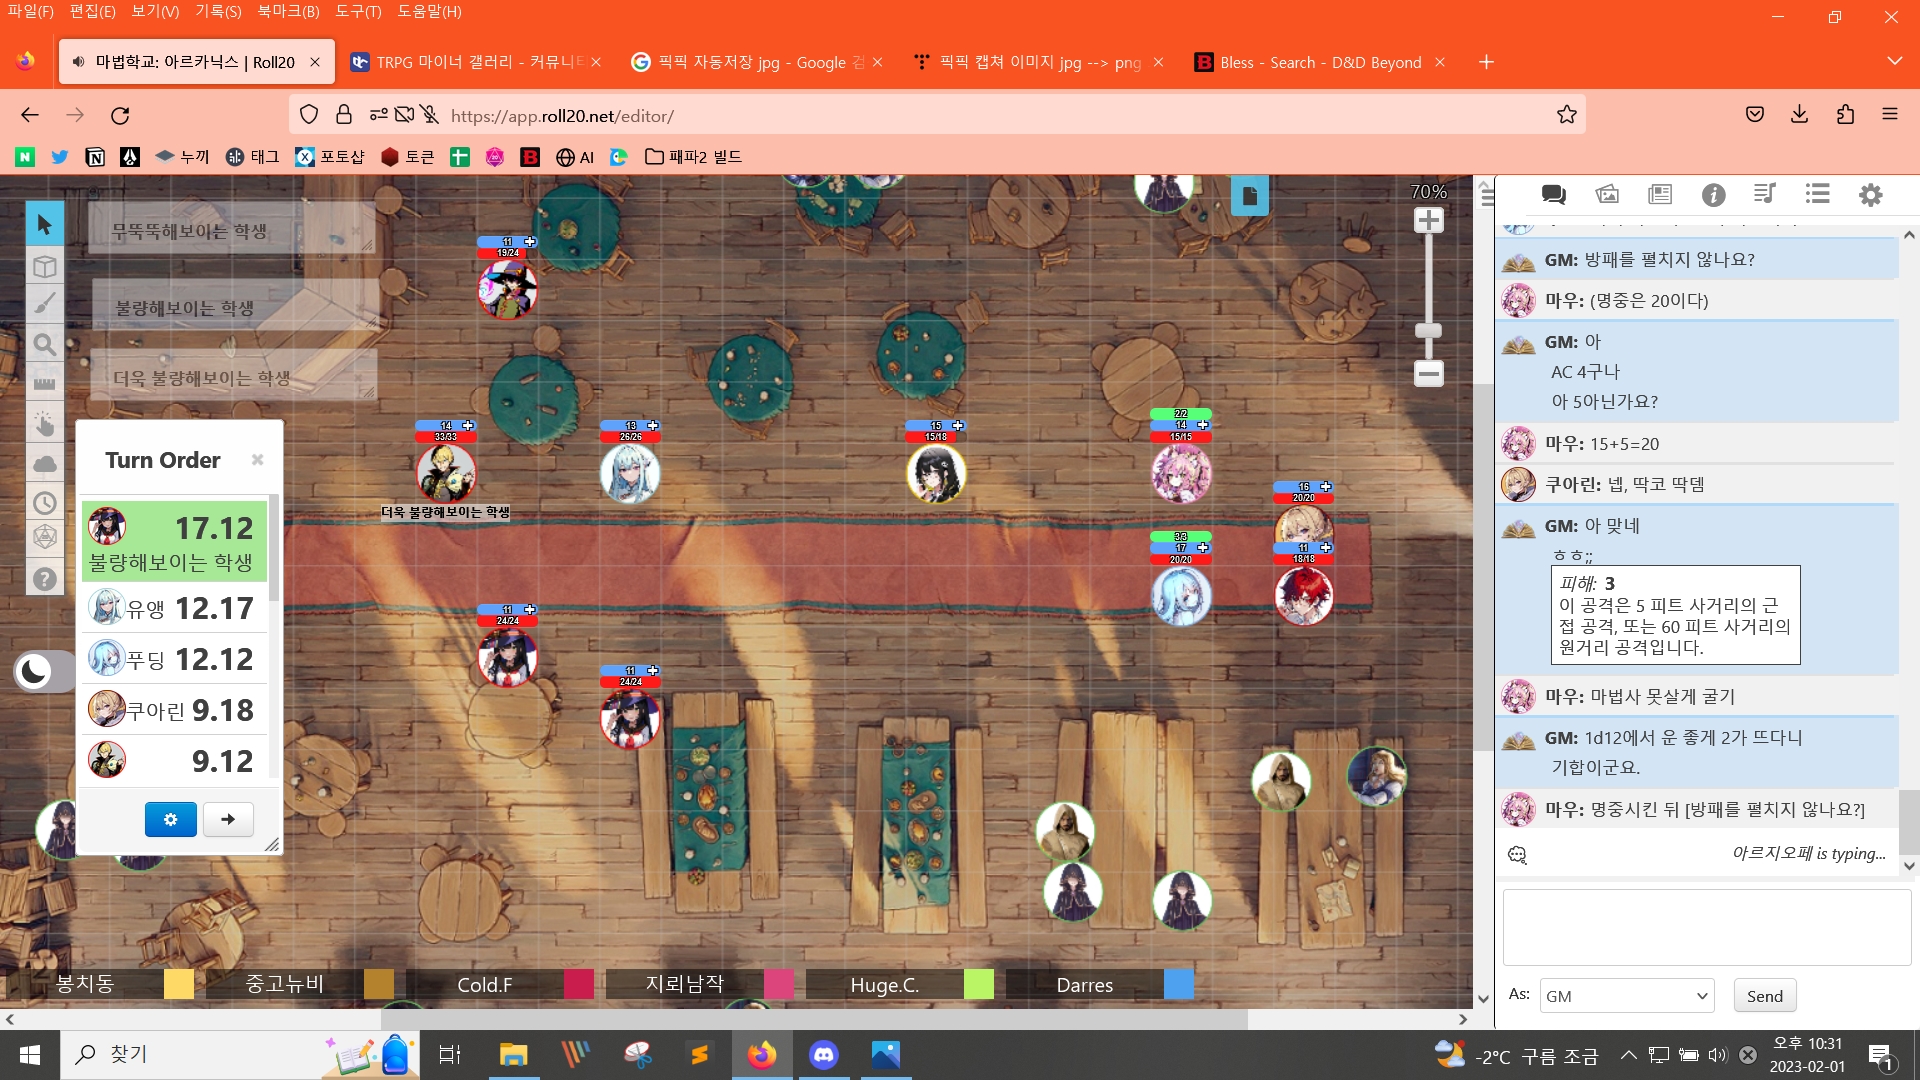 파일(F) 편집(E) 보기(V) 기록(S) 북마크(B) 도구(T) 도움말(H)
마법학교: 아르카닉스 | Roll20
TRPG 마이너 갤러리 - 커뮤니티
픽픽 자동저장 jpg - Google 검
픽픽 캡쳐 이미지 jpg --> png
Bless - Search - D&D Beyond
https://app.roll20.net/editor/
누끼 태그 포토샵 토큰 AI 패파2 빌드
70%
무뚝뚝해보이는 학생
불량해보이는 학생
더욱 불량해보이는 학생
11
19/24
14
33/33
더욱 불량해보이는 학생
13
26/26
15
15/18
2/2
14
15/15
16
20/20
3/3
17
20/20
11
18/18
11
24/24
11
24/24
Turn Order
17.12
불량해보이는 학생
유앵 12.17
푸딩 12.12
쿠아린 9.18
9.12
봉치동
중고뉴비
Cold.F
지뢰남작
Huge.C.
Darres
GM: 방패를 펼치지 않나요?
마우: (명중은 20이다)
GM: 아
AC 4구나
아 5아닌가요?
마우: 15+5=20
쿠아린: 넵, 딱코 딱뎀
GM: 아 맞네
ㅎㅎ;;
피해: 3
이 공격은 5 피트 사거리의 근
접 공격, 또는 60 피트 사거리의
원거리 공격입니다.
마우: 마법사 못살게 굴기
GM: 1d12에서 운 좋게 2가 뜨다니
기합이군요.
마우: 명중시킨 뒤 [방패를 펼치지 않나요?]
아르지오페 is typing...
As: GM
Send
찾기
-2°C 구름 조금
오후 10:31
2023-02-01
1